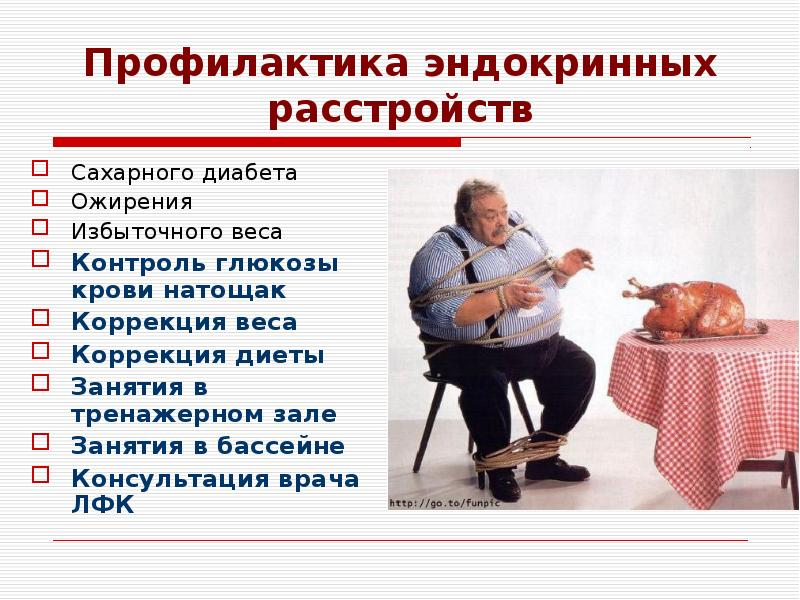 Профилактика эндокринных
расстройств
Сахарного диабета
Ожирения
Избыточного веса
Контроль глюкозы
крови натощак
Коррекция веса
Коррекция диеты
Занятия в
тренажерном зале
Занятия в бассейне
Консультация врача
ЛФК
http://go.to/funpic